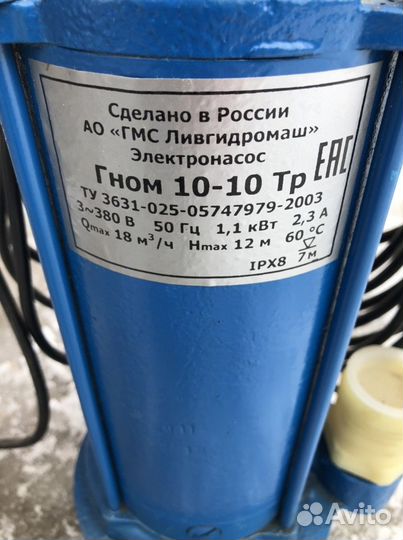 Сделано в России
АО «ГМС Ливгидромаш»
Электронасос
Гном 10-10 Тр
EAC
ТУ 3631-025-05747979-2003
3~380 В 50 Гц 1,1 кВт 2,3 А
Qmax 18 м³/ч Hmax 12 м 60 °C
IPX8 7м
Avito